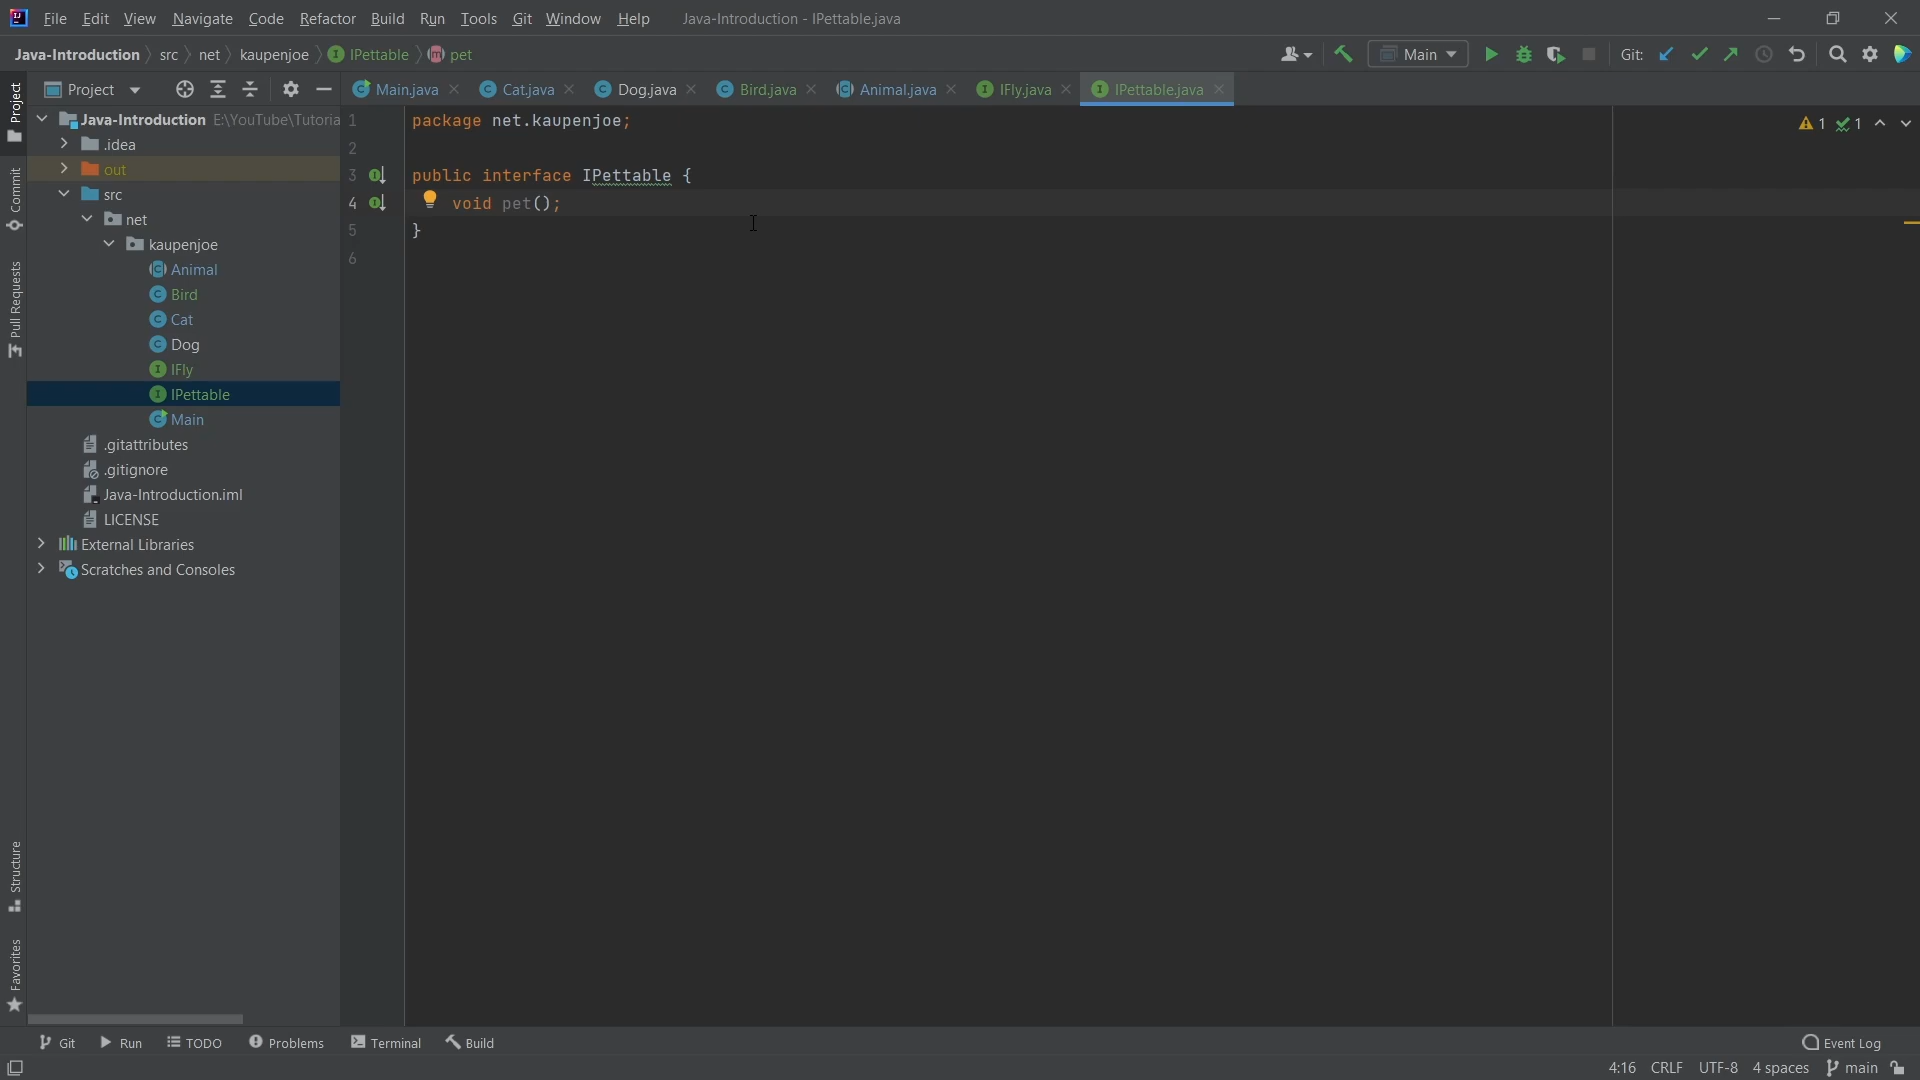 File Edit View Navigate Code Refactor Build Run Tools Git Window Help Java-Introduction - IPettable.java
Java-Introduction src net kaupenjoe IPettable pet Main Git:
Project Main.java Cat.java Dog.java Bird.java Animal.java IFly.java IPettable.java
Project
Commit
Pull Requests
Structure
Favorites
Java-Introduction E:\YouTube\Tutoria
.idea
out
src
net
kaupenjoe
Animal
Bird
Cat
Dog
IFly
IPettable
Main
.gitattributes
.gitignore
Java-Introduction.iml
LICENSE
External Libraries
Scratches and Consoles
1 package net.kaupenjoe;
2
3 public interface IPettable {
4 void pet();
5 }
6
1 1
Git Run TODO Problems Terminal Build Event Log
4:16 CRLF UTF-8 4 spaces main